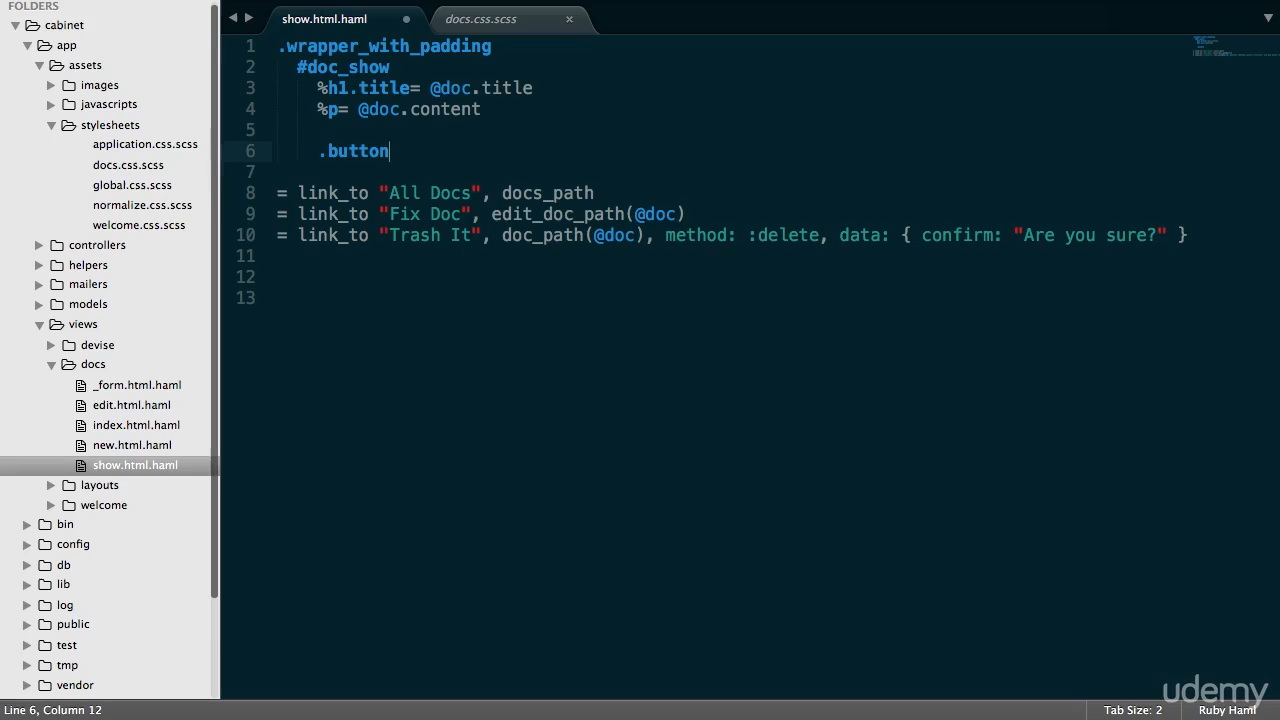 FOLDERS
cabinet
app
assets
images
javascripts
stylesheets
application.css.scss
docs.css.scss
global.css.scss
normalize.css.scss
welcome.css.scss
controllers
helpers
mailers
models
views
devise
docs
_form.html.haml
edit.html.haml
index.html.haml
new.html.haml
show.html.haml
layouts
welcome
bin
config
db
lib
log
public
test
tmp
vendor
show.html.haml
docs.css.scss
1 .wrapper_with_padding
2 #doc_show
3 %h1.title= @doc.title
4 %p= @doc.content
5
6 .button
7
8 = link_to "All Docs", docs_path
9 = link_to "Fix Doc", edit_doc_path(@doc)
10 = link_to "Trash It", doc_path(@doc), method: :delete, data: { confirm: "Are you sure?" }
11
12
13
udemy
Line 6, Column 12
Tab Size: 2
Ruby Haml